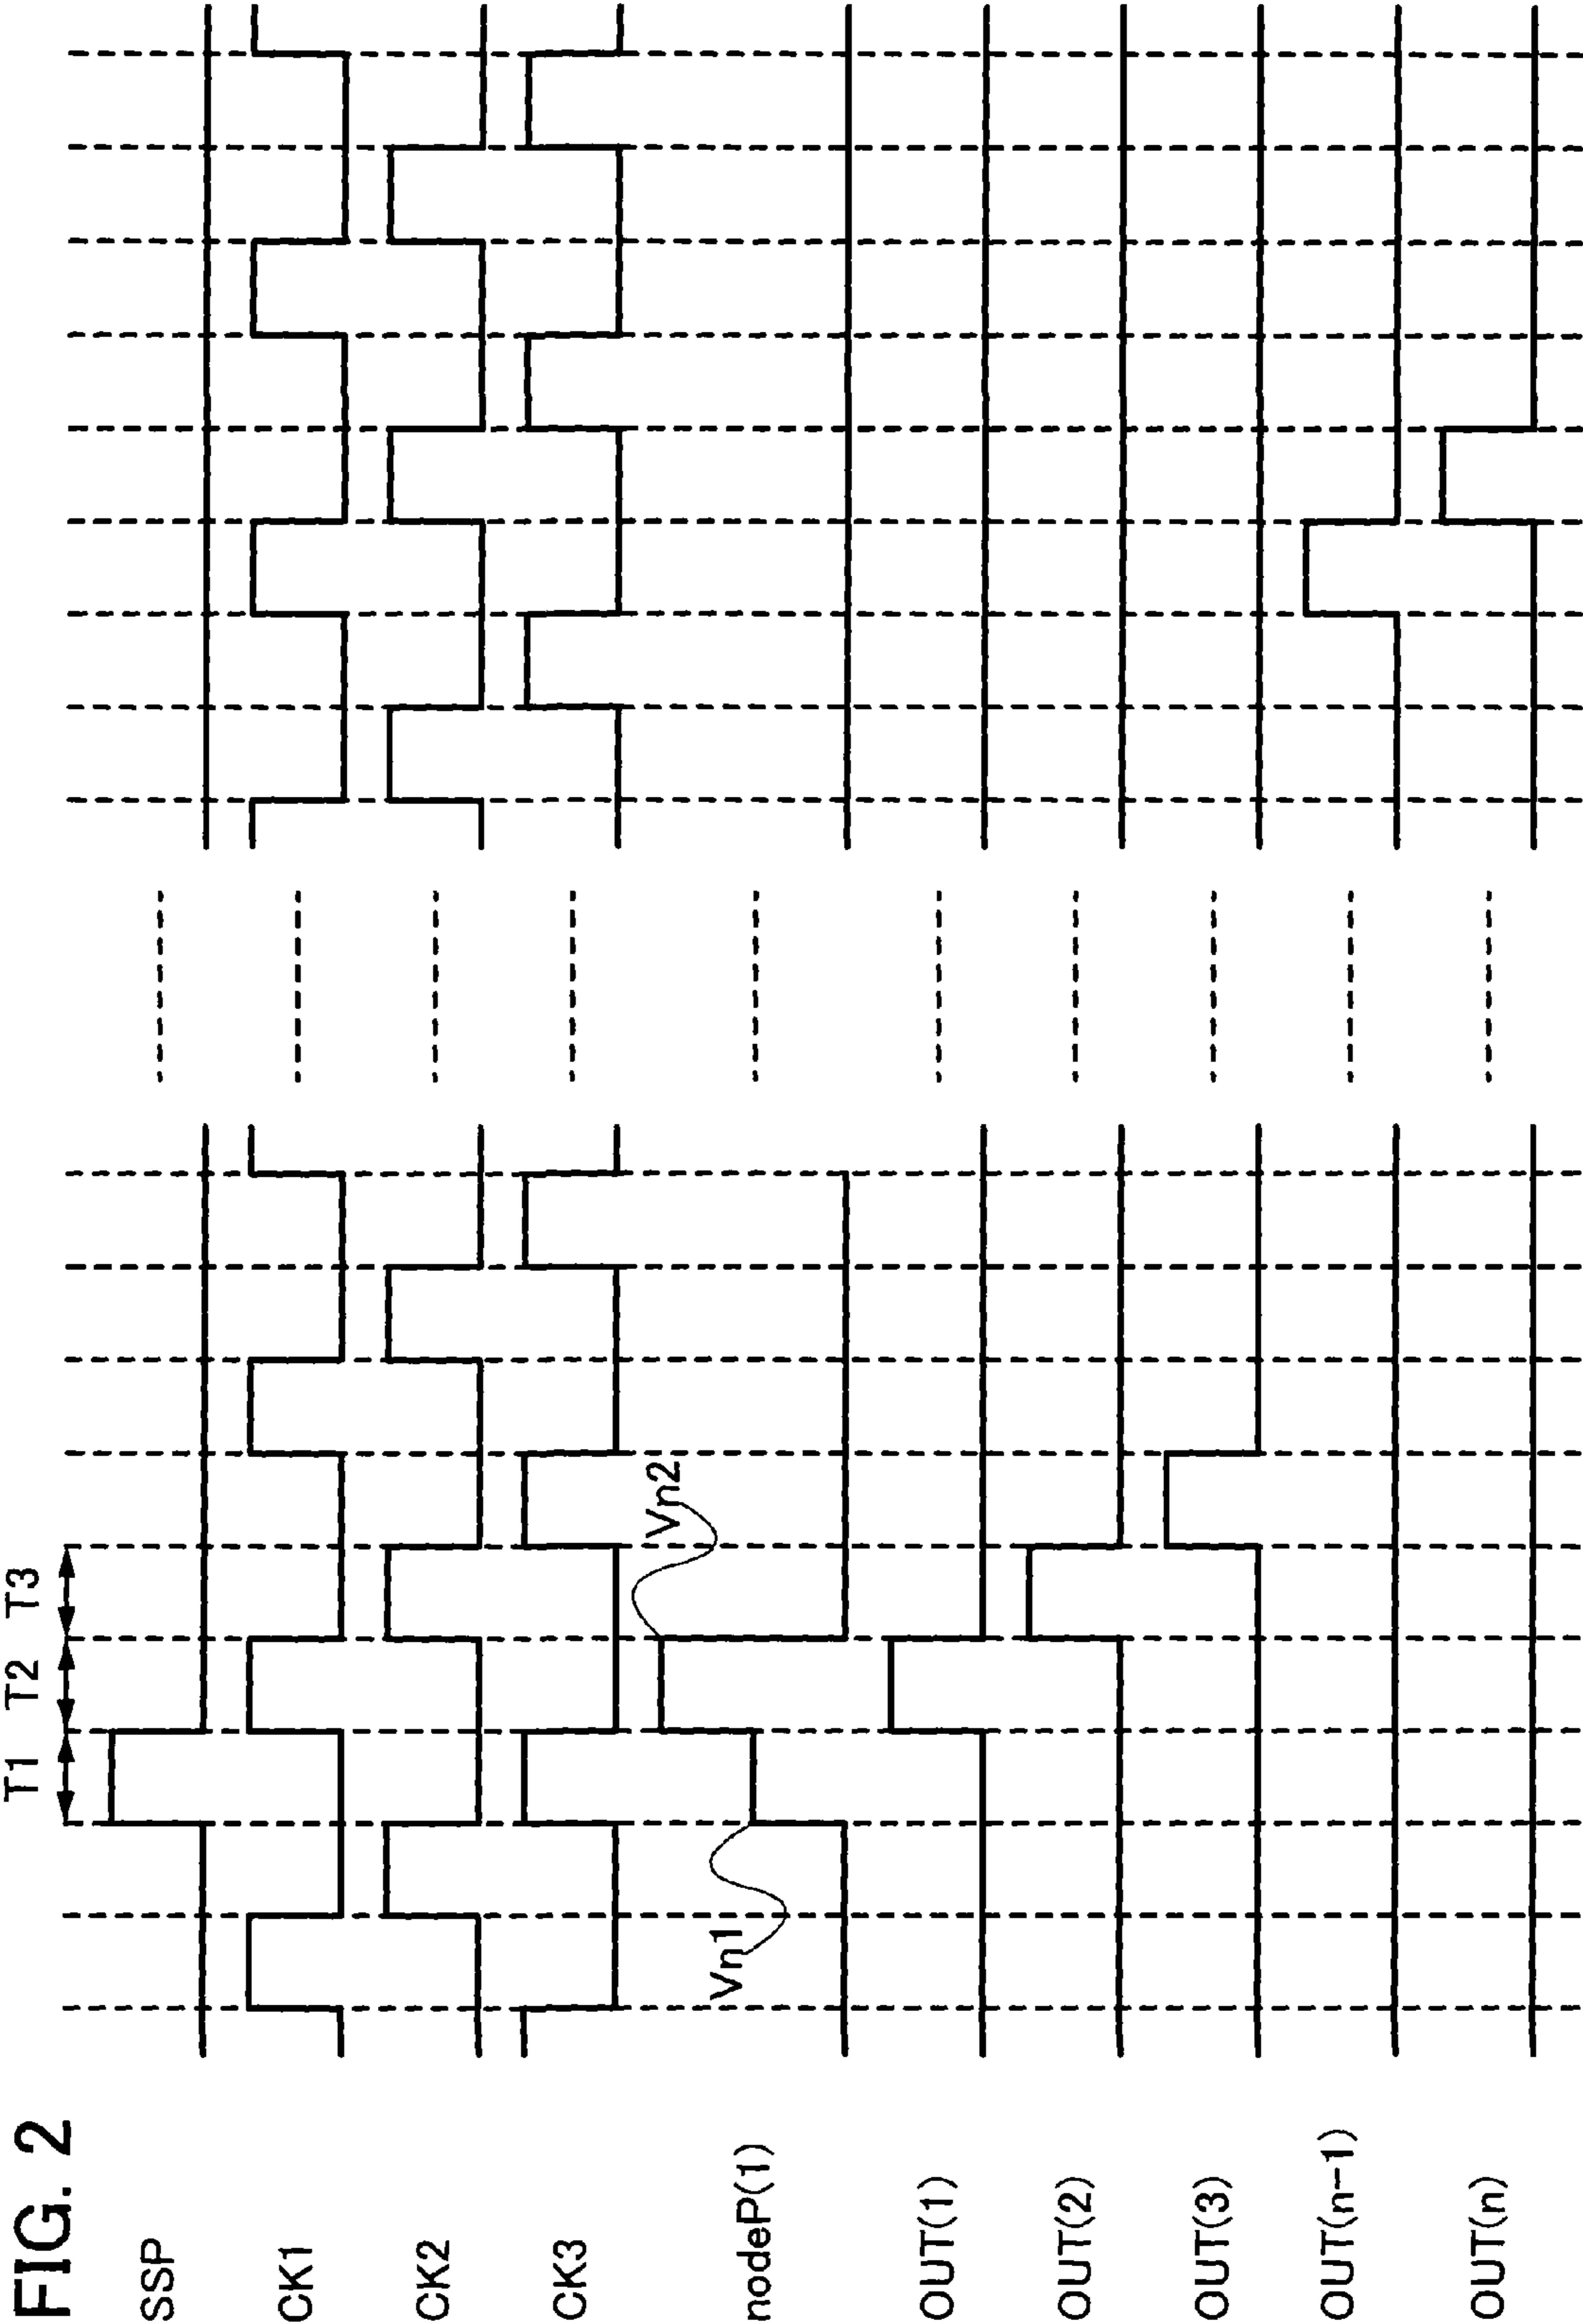 FIG. 2
T1 T2 T3
SSP
CK1
CK2
CK3
Vn1
Vn2
nodeP(1)
OUT(1)
OUT(2)
OUT(3)
OUT(n-1)
OUT(n)